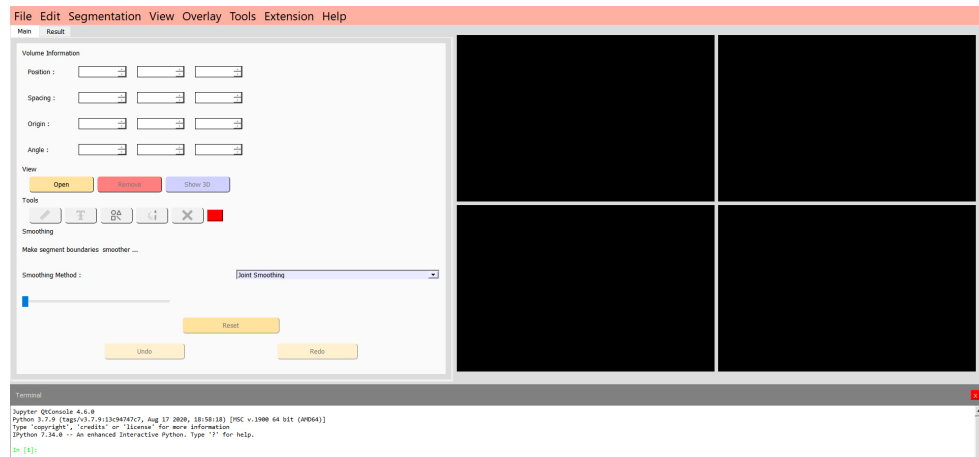 File Edit Segmentation View Overlay Tools Extension Help
Main Result
Volume Information
Position :
Spacing :
Origin :
Angle :
View
Open Remove Show 3D
Tools
Smoothing
Make segment boundaries smoother ...
Smoothing Method : Joint Smoothing
Reset
Undo Redo
Terminal
Jupyter QtConsole 4.6.0
Python 3.7.9 (tags/v3.7.9:13c94747c7, Aug 17 2020, 18:58:18) [MSC v.1900 64 bit (AMD64)]
Type 'copyright', 'credits' or 'license' for more information
IPython 7.34.0 -- An enhanced Interactive Python. Type '?' for help.
In [1]: